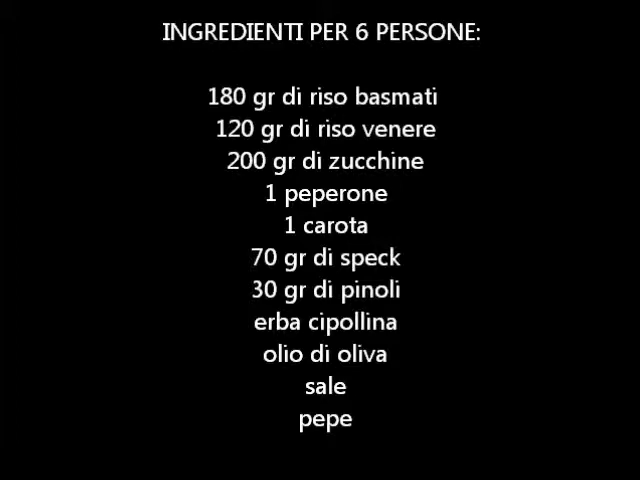 INGREDIENTI PER 6 PERSONE:
180 gr di riso basmati
120 gr di riso venere
200 gr di zucchine
1 peperone
1 carota
70 gr di speck
30 gr di pinoli
erba cipollina
olio di oliva
sale
pepe